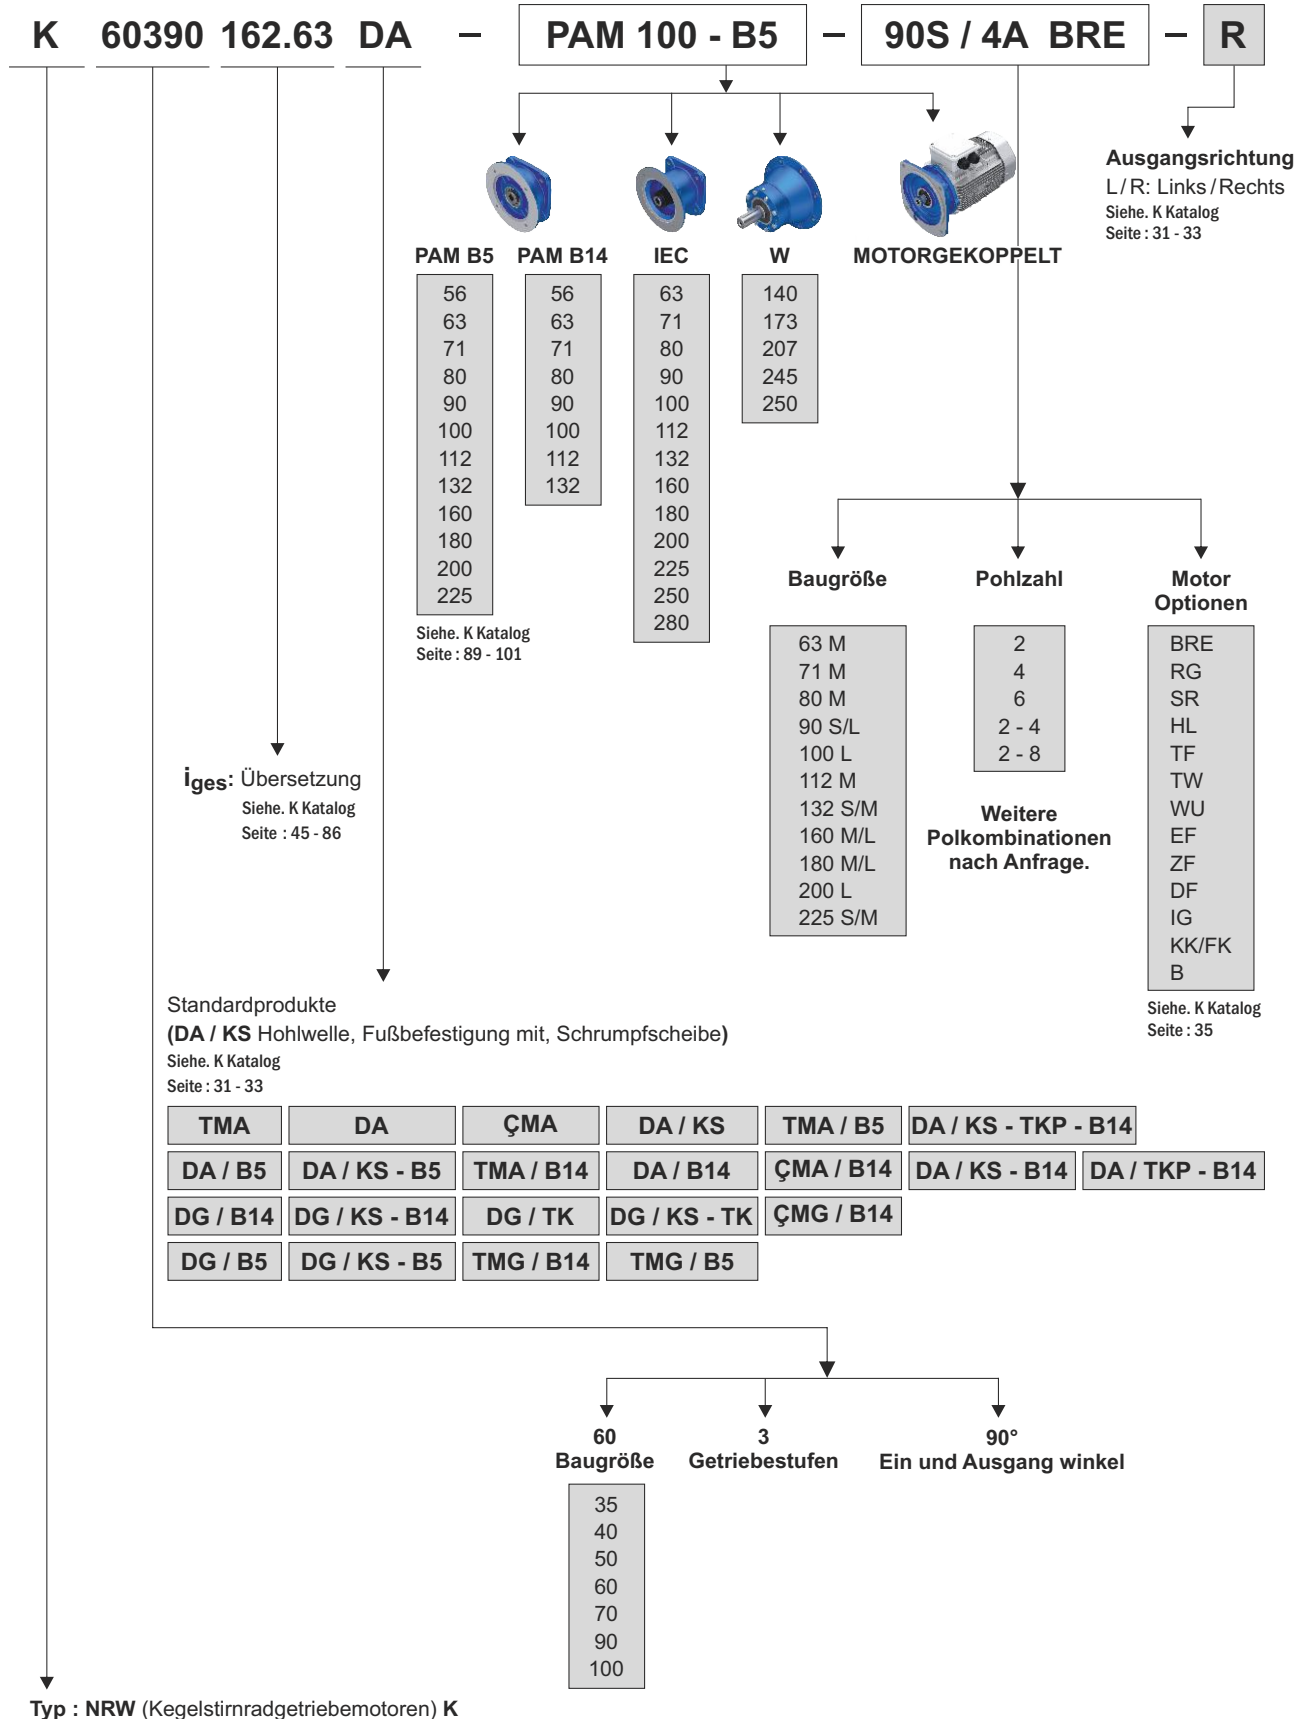 K 60390 162.63 DA – PAM 100 - B5 – 90S / 4A BRE – R
Ausgangsrichtung
L / R: Links / Rechts
Siehe. K Katalog
Seite : 31 - 33
PAM B5 PAM B14 IEC W MOTORGEKOPPELT
56 56 63 140
63 63 71 173
71 71 80 207
80 80 90 245
90 90 100 250
100 100 112
112 112 132
132 132 160
160 180
180 200
200 225
225 250
280
Siehe. K Katalog
Seite : 89 - 101
Baugröße
63 M
71 M
80 M
90 S/L
100 L
112 M
132 S/M
160 M/L
180 M/L
200 L
225 S/M
Pohlzahl
2
4
6
2 - 4
2 - 8
Weitere
Polkombinationen
nach Anfrage.
Motor
Optionen
BRE
RG
SR
HL
TF
TW
WU
EF
ZF
DF
IG
KK/FK
B
Siehe. K Katalog
Seite : 35
iges: Übersetzung
Siehe. K Katalog
Seite : 45 - 86
Standardprodukte
(DA / KS Hohlwelle, Fußbefestigung mit, Schrumpfscheibe)
Siehe. K Katalog
Seite : 31 - 33
TMA DA ÇMA DA / KS TMA / B5 DA / KS - TKP - B14
DA / B5 DA / KS - B5 TMA / B14 DA / B14 ÇMA / B14 DA / KS - B14 DA / TKP - B14
DG / B14 DG / KS - B14 DG / TK DG / KS - TK ÇMG / B14
DG / B5 DG / KS - B5 TMG / B14 TMG / B5
60
Baugröße
3
Getriebestufen
90°
Ein und Ausgang winkel
35
40
50
60
70
90
100
Typ : NRW (Kegelstirnradgetriebemotoren) K